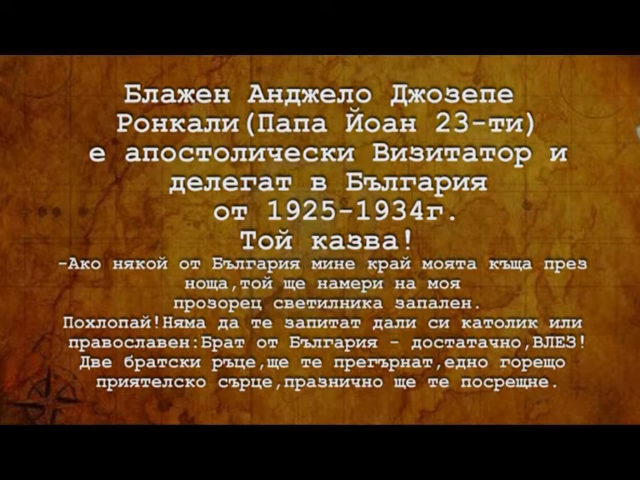 Блажен Анджело Джозепе
Ронкали(Папа Йоан 23-ти)
е апостолически Визитатор и
делегат в България
от 1925-1934г.
Той казва!
-Ако някой от България мине край моята къща през
ноща,той ще намери на моя
прозорец светилника запален.
Похлопай!Няма да те запитат дали си католик или
православен:Брат от България - достатачно,ВЛЕЗ!
Две братски ръце,ще те прегърнат,едно горещо
приятелско сърце,празнично ще те посрещне.